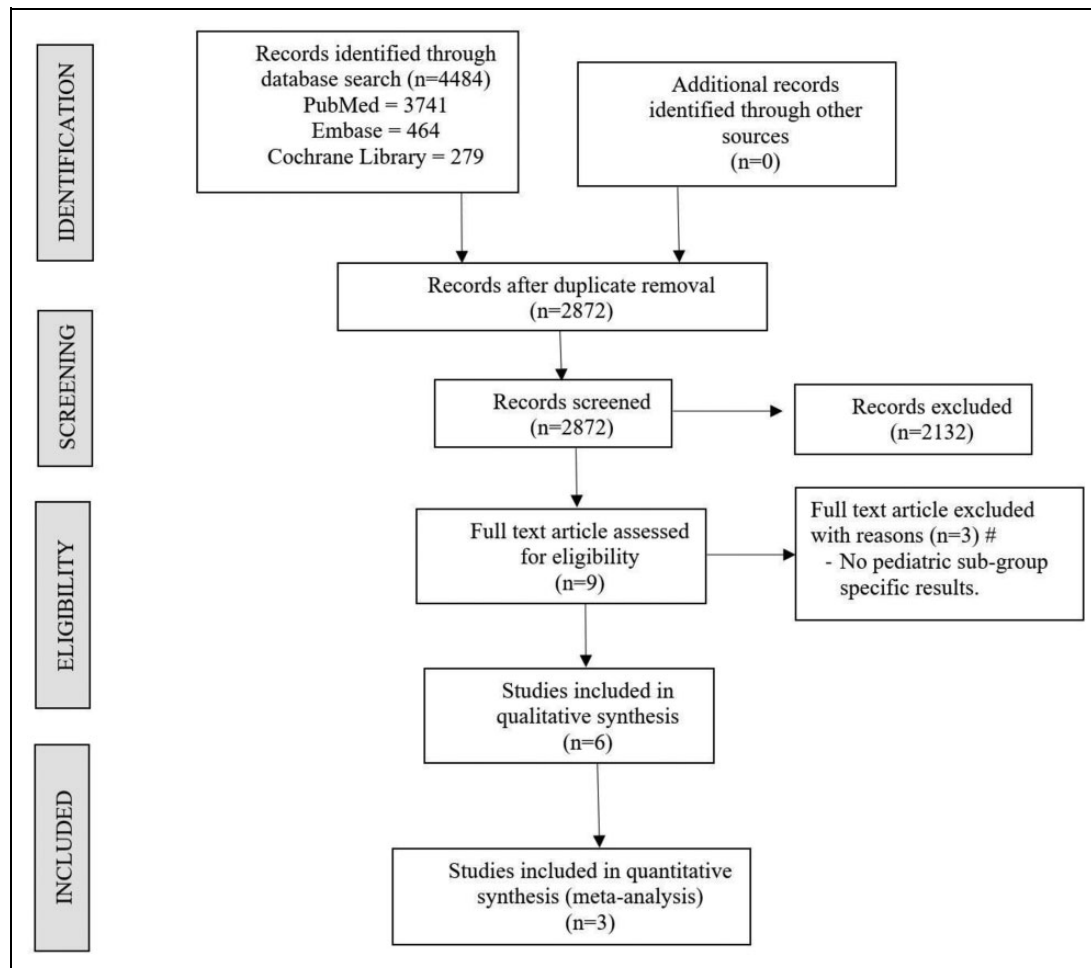 IDENTIFICATION
Records identified through
database search (n=4484)
PubMed = 3741
Embase = 464
Cochrane Library = 279
Additional records
identified through other
sources
(n=0)
Records after duplicate removal
(n=2872)
SCREENING
Records screened
(n=2872)
Records excluded
(n=2132)
ELIGIBILITY
Full text article assessed
for eligibility
(n=9)
Full text article excluded
with reasons (n=3) #
- No pediatric sub-group
specific results.
Studies included in
qualitative synthesis
(n=6)
INCLUDED
Studies included in quantitative
synthesis (meta-analysis)
(n=3)